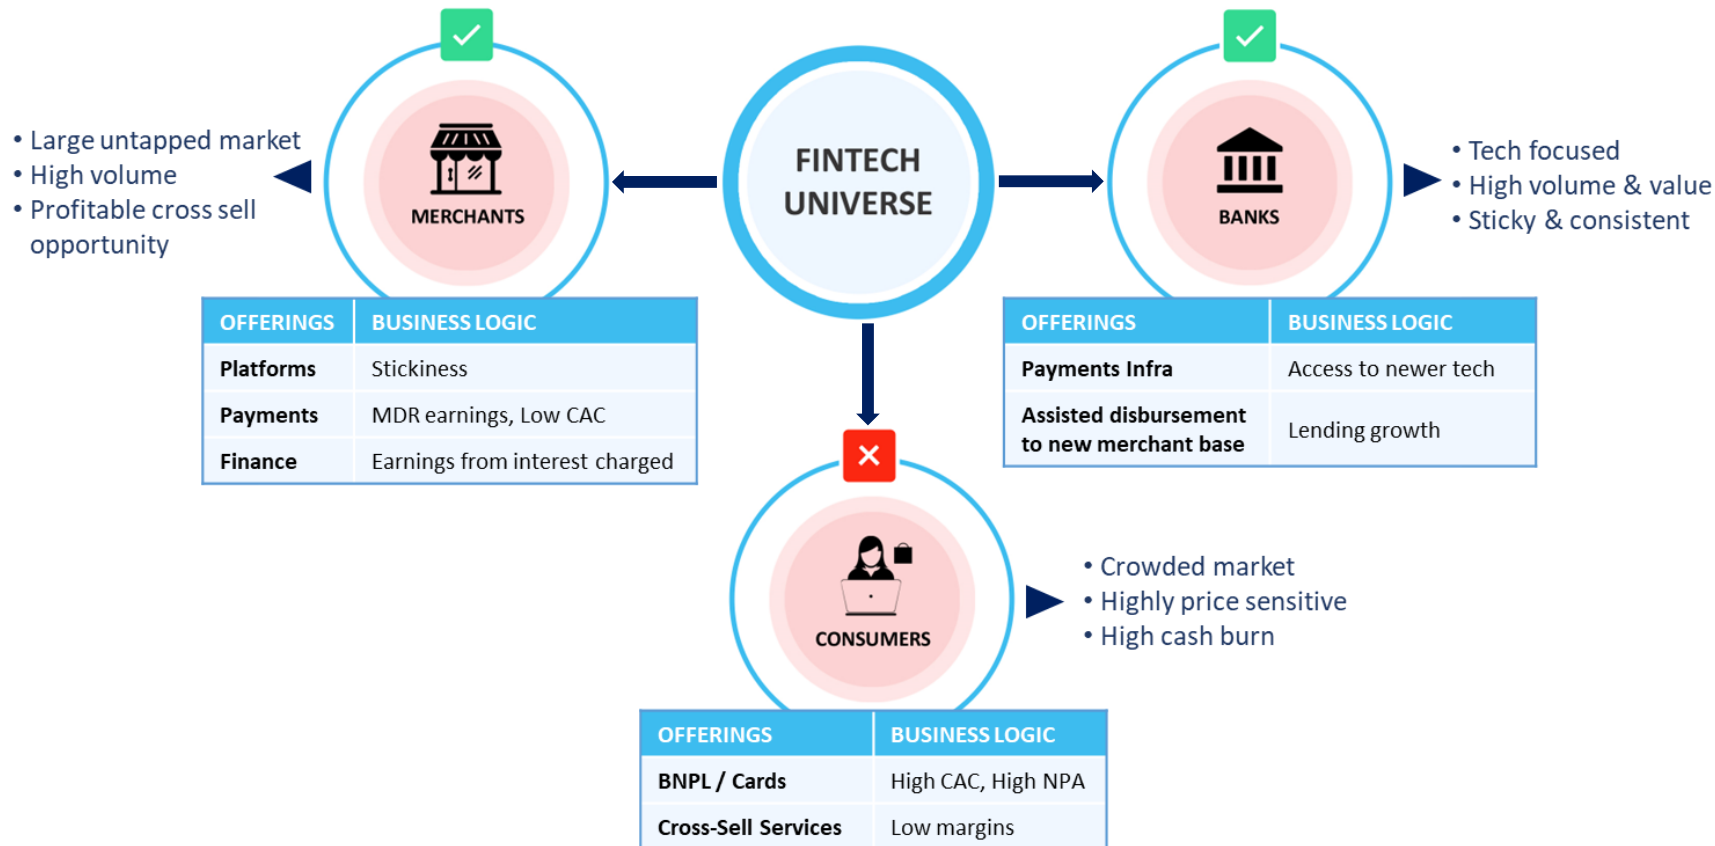 FINTECH
UNIVERSE
• Large untapped market
• High volume
• Profitable cross sell
opportunity
MERCHANTS
OFFERINGS BUSINESS LOGIC
Platforms Stickiness
Payments MDR earnings, Low CAC
Finance Earnings from interest charged
BANKS
• Tech focused
• High volume & value
• Sticky & consistent
OFFERINGS BUSINESS LOGIC
Payments Infra Access to newer tech
Assisted disbursement
to new merchant base Lending growth
CONSUMERS
• Crowded market
• Highly price sensitive
• High cash burn
OFFERINGS BUSINESS LOGIC
BNPL / Cards High CAC, High NPA
Cross-Sell Services Low margins